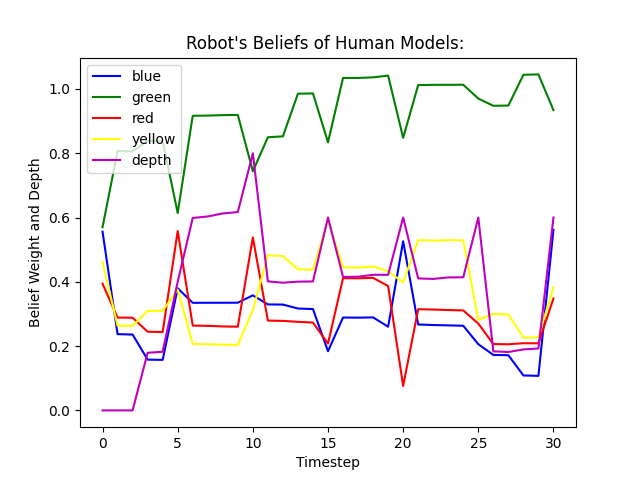 Robot's Beliefs of Human Models:
blue
green
red
yellow
depth
Belief Weight and Depth
1.0
0.8
0.6
0.4
0.2
0.0
0 5 10 15 20 25 30
Timestep